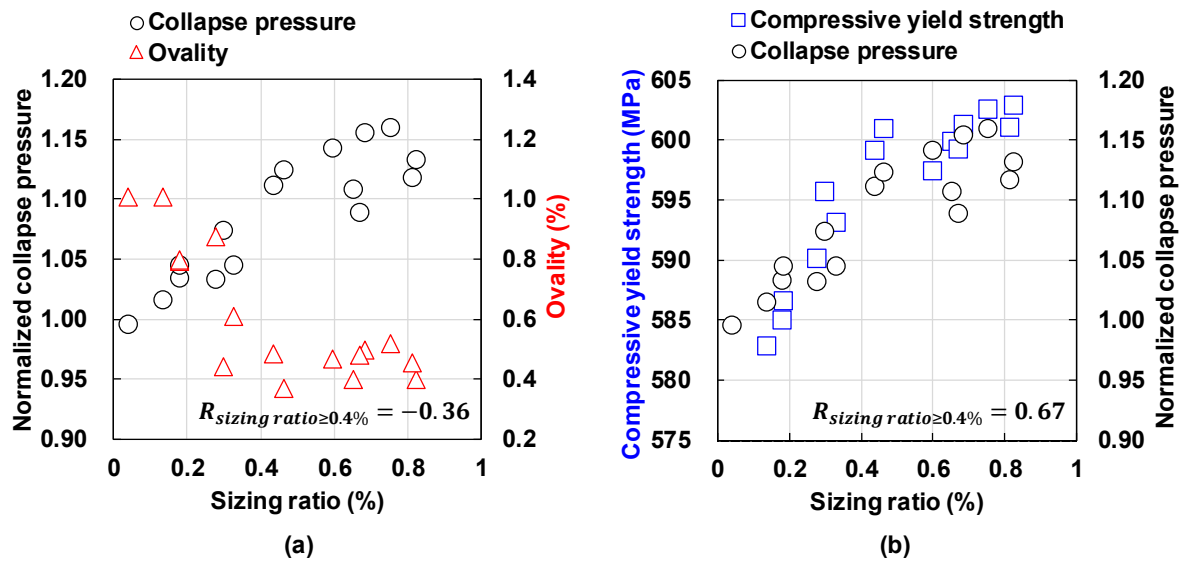 Collapse pressure
Ovality
Normalized collapse pressure
1.20
1.15
1.10
1.05
1.00
0.95
0.90
1.4
1.2
1.0
0.8
0.6
0.4
0.2
Ovality (%)
R sizing ratio≥0.4% = −0.36
0 0.2 0.4 0.6 0.8 1
Sizing ratio (%)
(a)
Compressive yield strength
Collapse pressure
Compressive yield strength (MPa)
605
600
595
590
585
580
575
1.20
1.15
1.10
1.05
1.00
0.95
0.90
Normalized collapse pressure
R sizing ratio≥0.4% = 0.67
0 0.2 0.4 0.6 0.8 1
Sizing ratio (%)
(b)